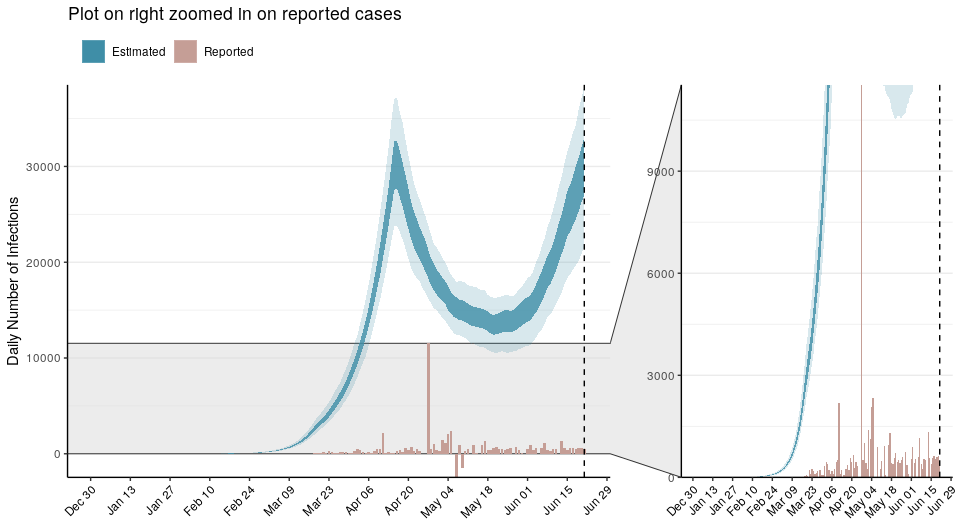 Plot on right zoomed in on reported cases
Estimated Reported
Daily Number of Infections
30000
20000
10000
0
Dec 30 Jan 13 Jan 27 Feb 10 Feb 24 Mar 09 Mar 23 Apr 06 Apr 20 May 04 May 18 Jun 01 Jun 15 Jun 29
9000
6000
3000
0
Dec 30 Jan 13 Jan 27 Feb 10 Feb 24 Mar 09 Mar 23 Apr 06 Apr 20 May 04 May 18 Jun 01 Jun 15 Jun 29